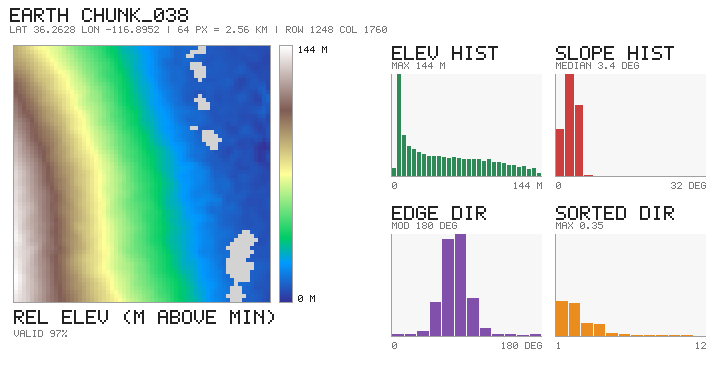 EARTH CHUNK_038
LAT 36.2628 LON -116.8952 | 64 PX = 2.56 KM | ROW 1248 COL 1760
144 M
0 M
REL ELEV (M ABOVE MIN)
VALID 97%
ELEV HIST
MAX 144 M
0 144 M
SLOPE HIST
MEDIAN 3.4 DEG
0 32 DEG
EDGE DIR
MOD 180 DEG
0 180 DEG
SORTED DIR
MAX 0.35
1 12